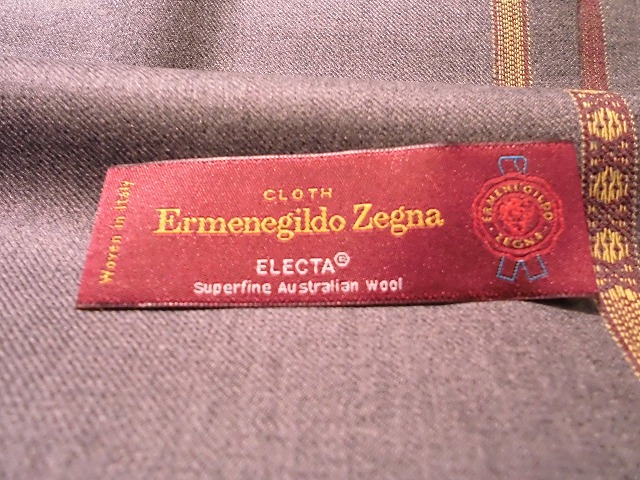 Woven in Italy
CLOTH
Ermenegildo Zegna
ELECTA®
Superfine Australian Wool
ERMENEGILDO
ZEGNA